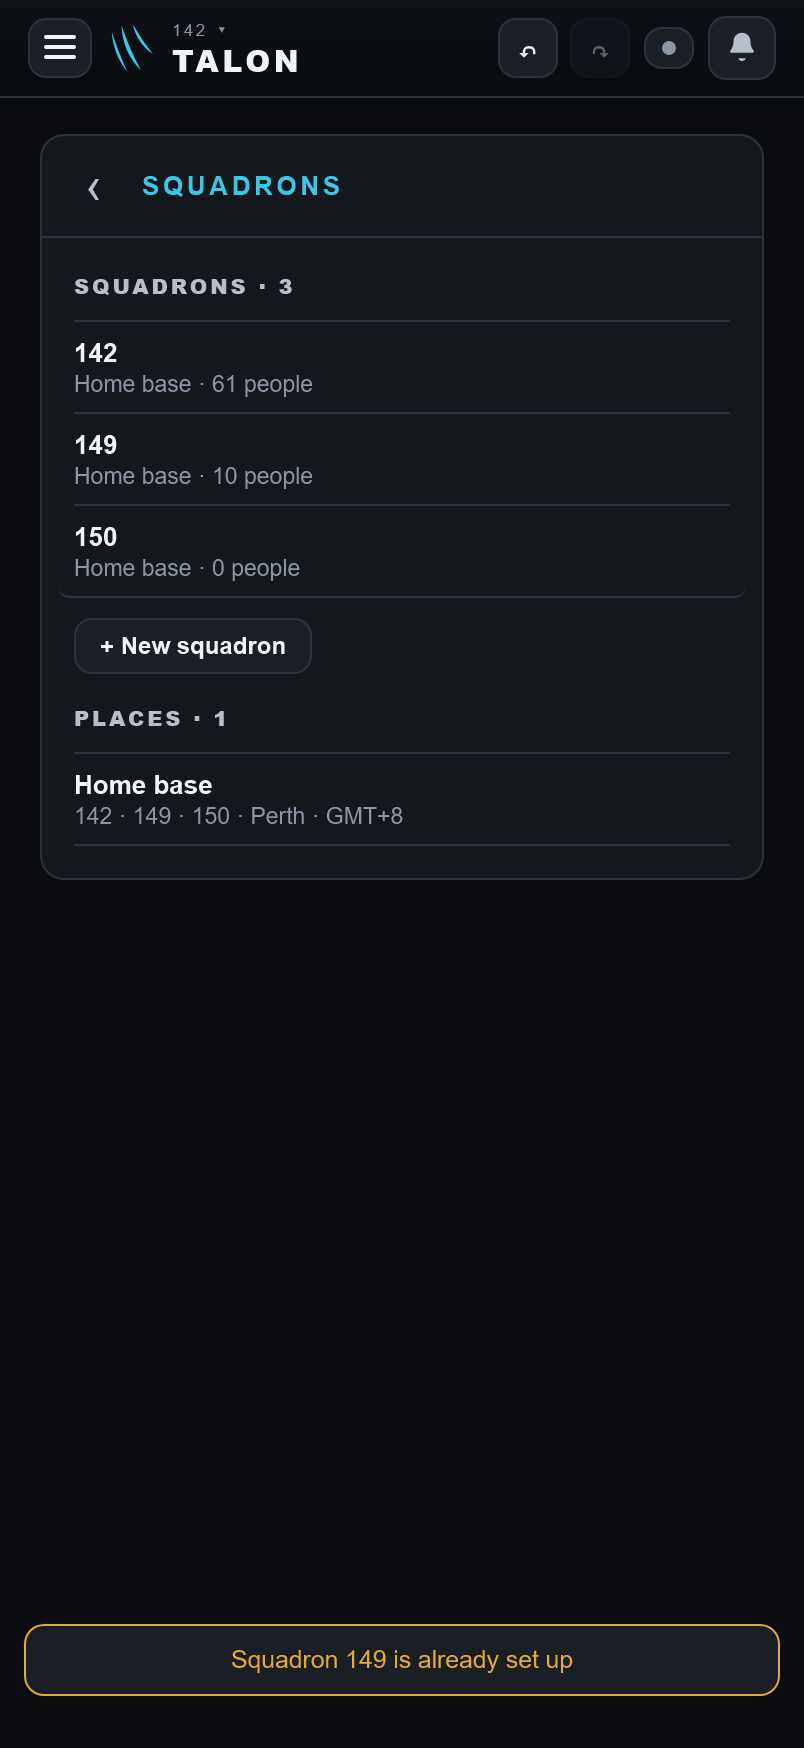 142 ▾
TALON
SQUADRONS
SQUADRONS · 3
142
Home base · 61 people
149
Home base · 10 people
150
Home base · 0 people
+ New squadron
PLACES · 1
Home base
142 · 149 · 150 · Perth · GMT+8
Squadron 149 is already set up